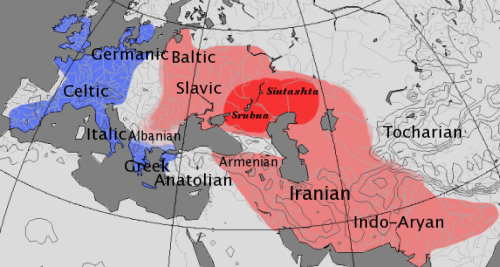 Germanic
Baltic
Celtic
Slavic
Sintashta
Srubna
Tocharian
Italic
Albanian
Greek
Armenian
Anatolian
Iranian
Indo-Aryan